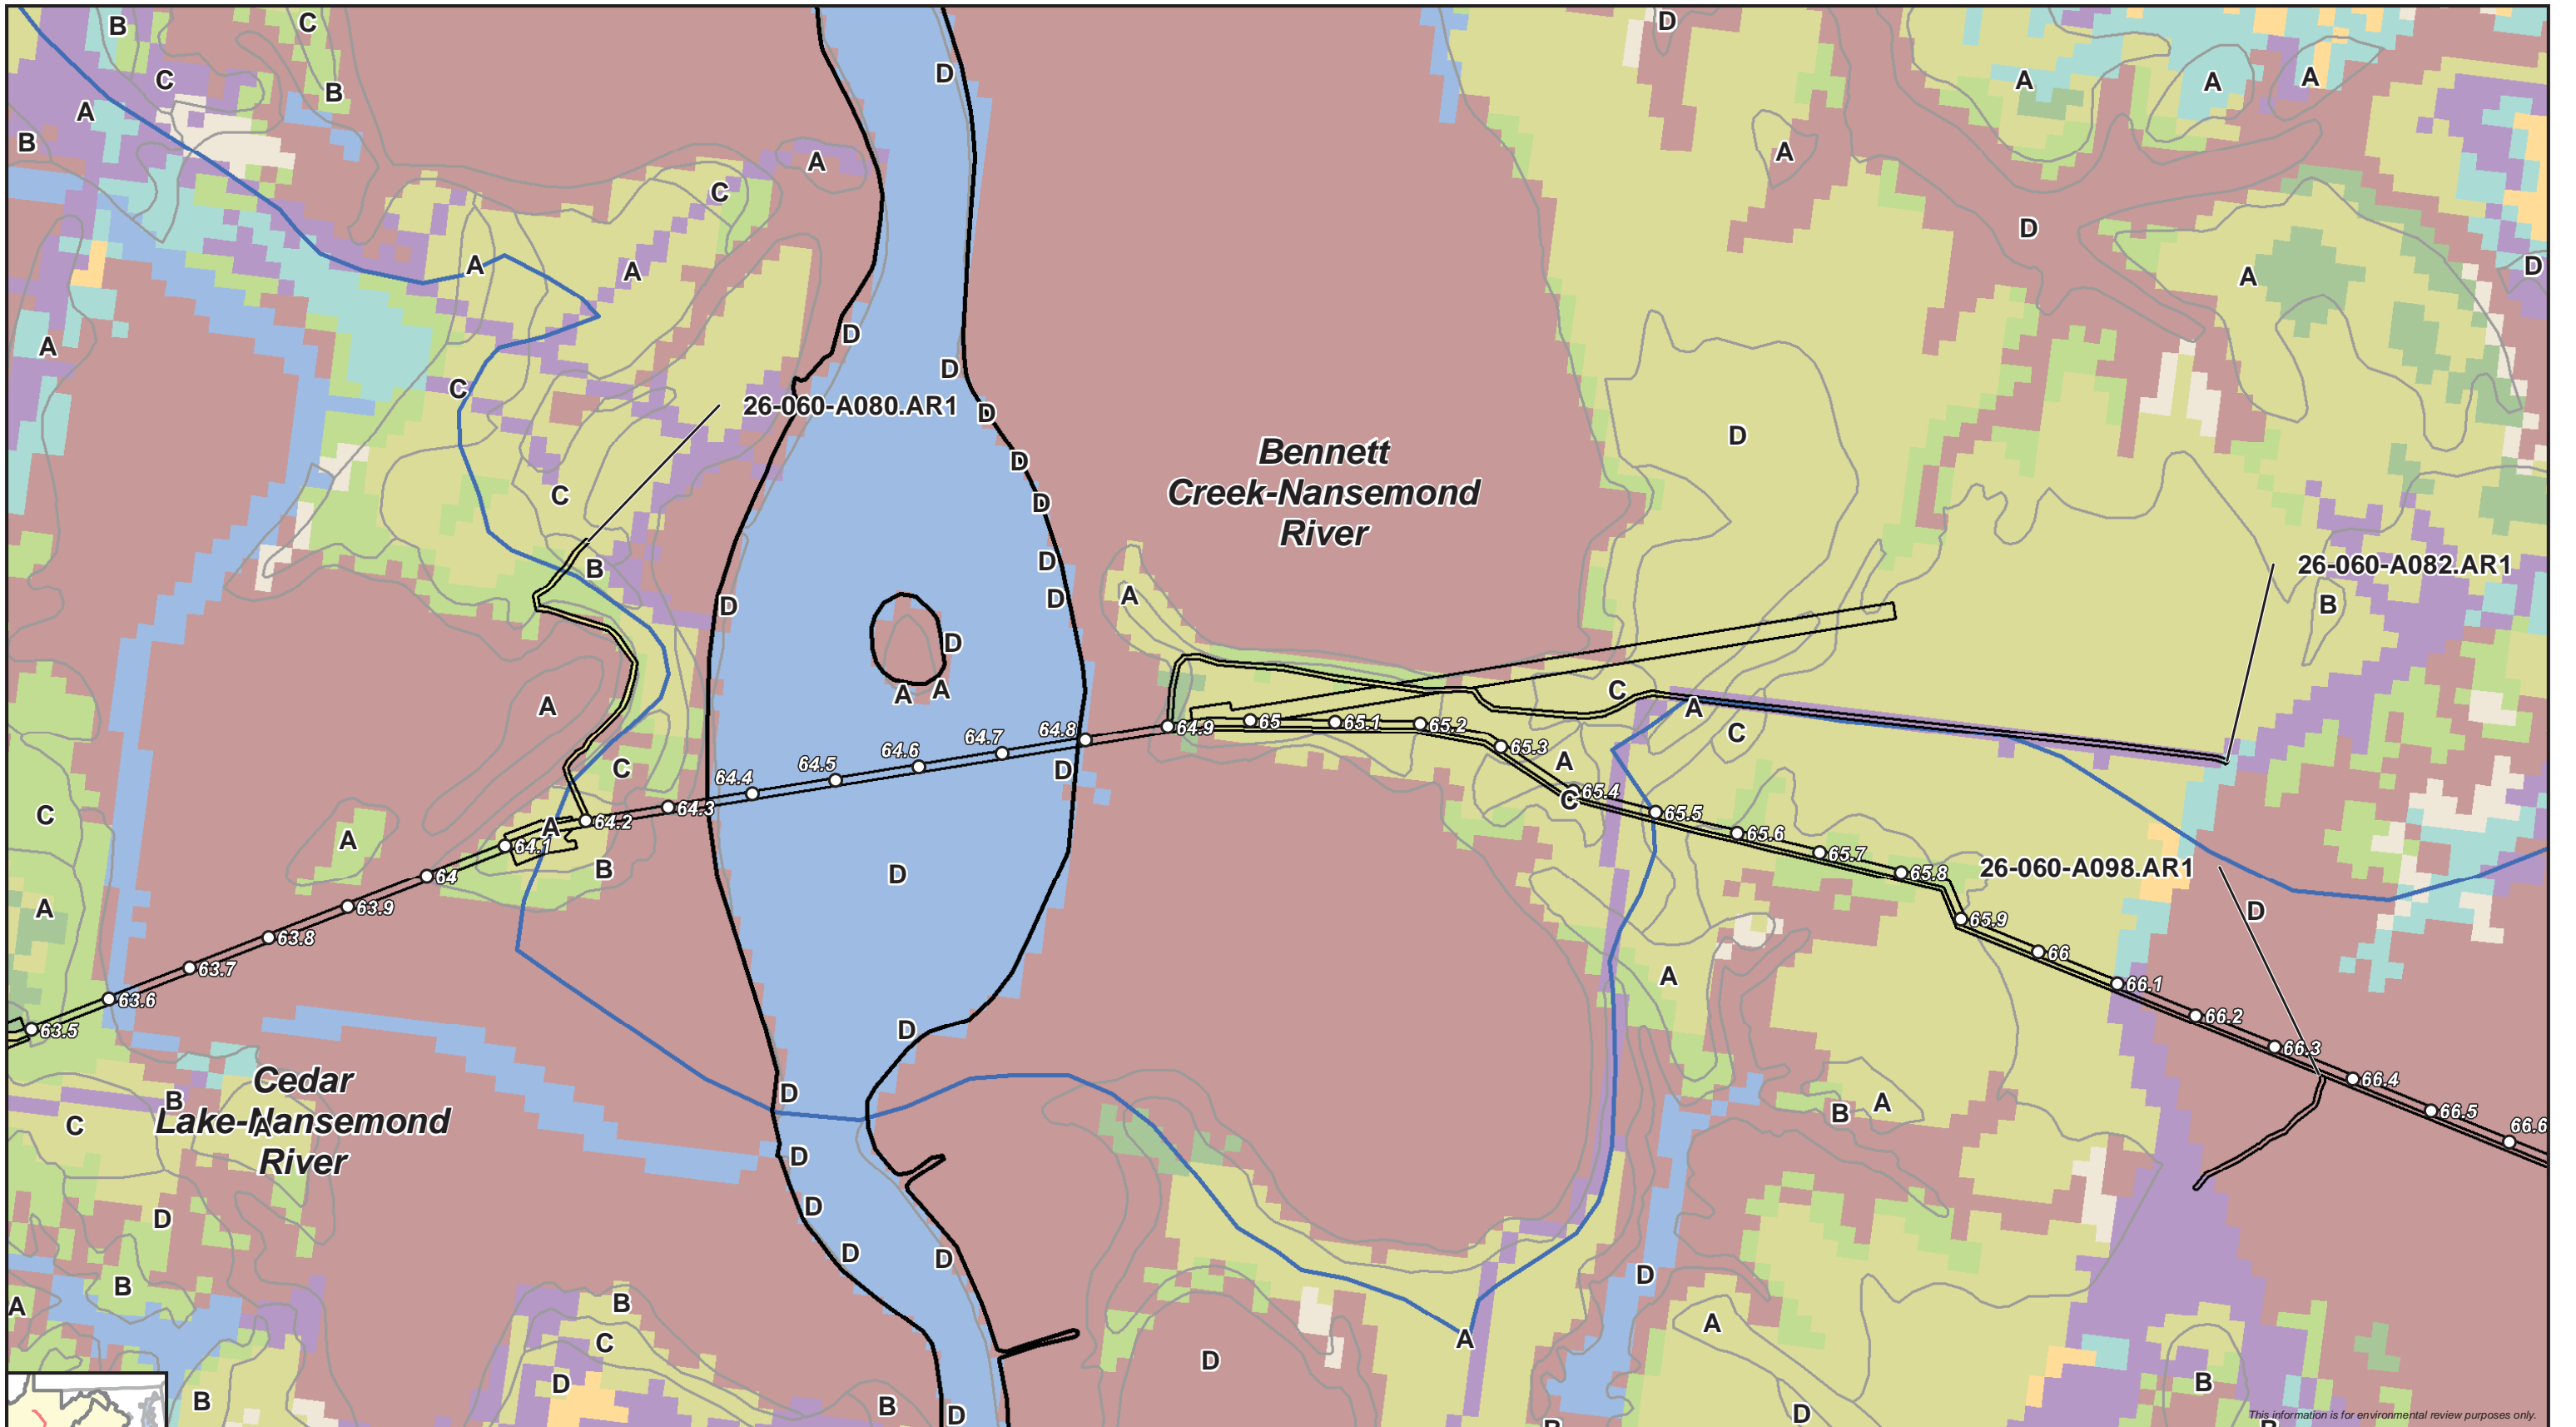 B
C
D
C
B
A
B
D
A
A
A
A
A
C
D
A
A
A
D
A
D
A
D
C
26-060-A080.AR1
D
D
Bennett
Creek-Nansemond
River
D
C
D
D
B
D
D
D
A
26-060-A082.AR1
B
D
A
A
A
C
A
C
A
64.9
65
65.1
65.2
65.3
64.8
64.7
64.6
64.5
64.4
64.3
64.2
64.1
64
63.9
63.8
63.7
63.6
63.5
C
D
A
C
65.4
65.5
65.6
65.7
65.8
65.9
66
66.1
66.2
66.3
66.4
66.5
66.6
26-060-A098.AR1
D
C
A
A
A
B
D
A
D
D
Cedar
Lake-Nansemond
River
B
C
A
D
B
A
B
A
D
D
D
D
D
B
C
D
B
B
D
D
A
D
A
D
B
B
B
This information is for environmental review purposes only.